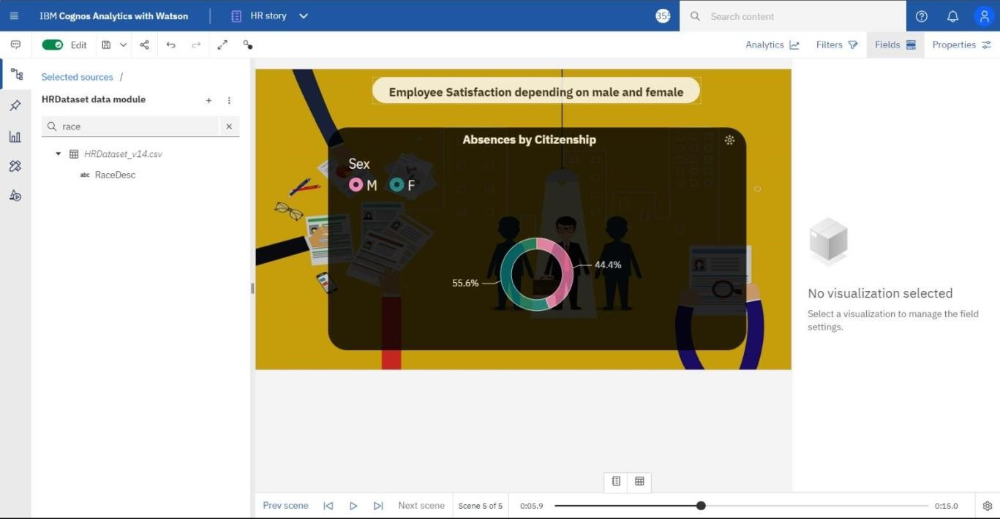 IBM Cognos Analytics with Watson
HR story
355
Search content
Edit
Analytics
Filters
Fields
Properties
Selected sources /
HRDataset data module
race
HRDataset_v14.csv
abc RaceDesc
Employee Satisfaction depending on male and female
Absences by Citizenship
Sex
M F
44.4%
55.6%
No visualization selected
Select a visualization to manage the field
settings.
Prev scene
Next scene
Scene 5 of 5
0:05.9
0:15.0